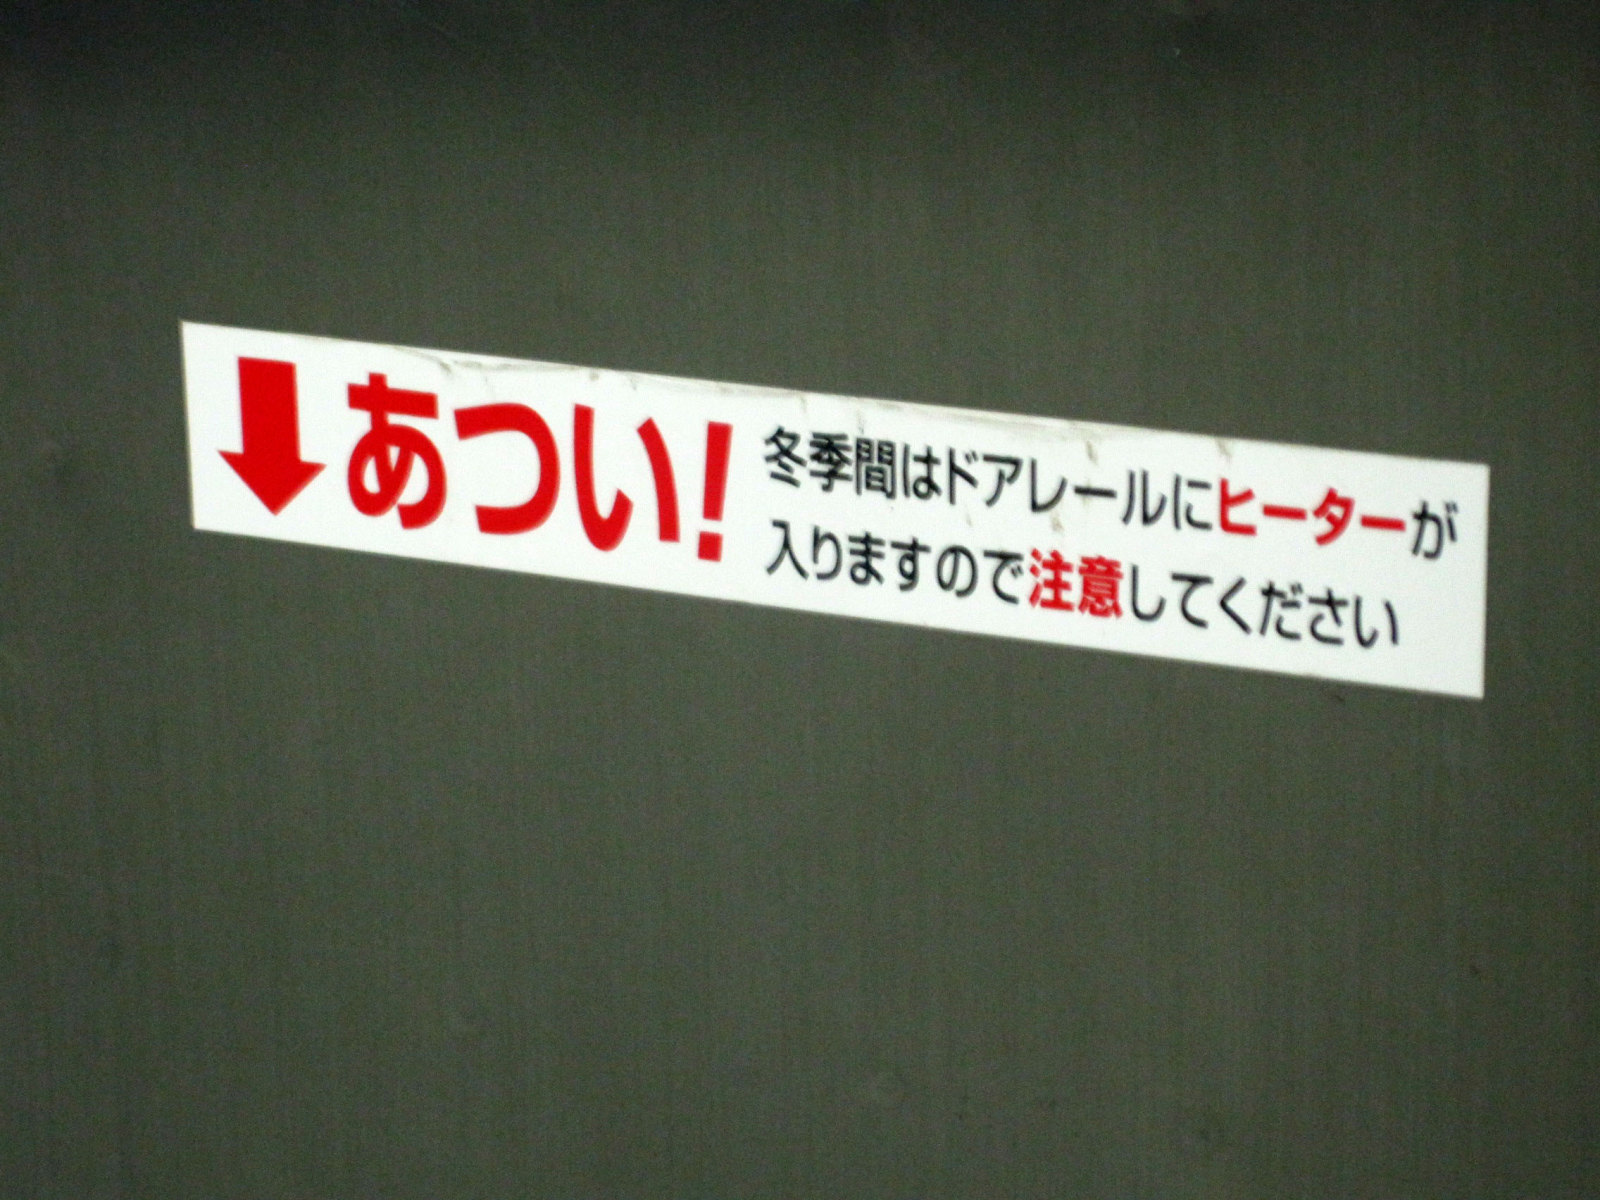 ↓あつい!
冬季間はドアレールにヒーターが
入りますので注意してください